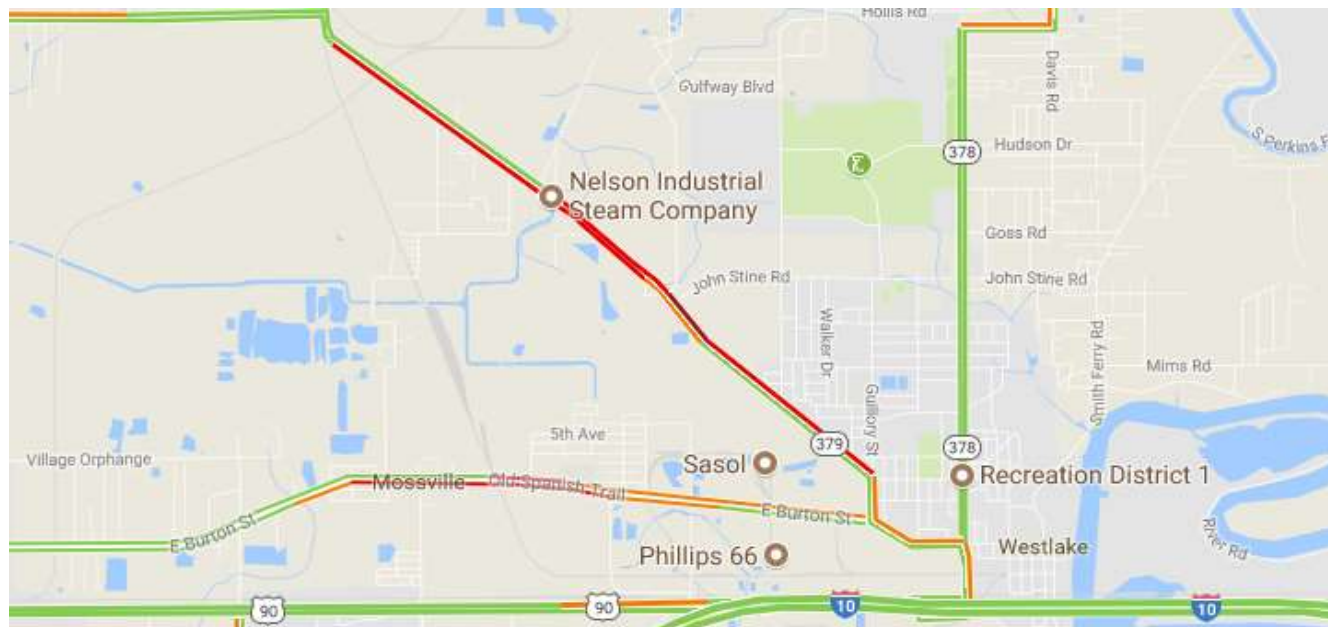 Hollis Rd
Gulfway Blvd
Davis Rd
S Perkins F
378
Hudson Dr
Nelson Industrial
Steam Company
Goss Rd
John Stine Rd
John Stine Rd
Walker Dr
Smith Ferry Rd
Mims Rd
Guillory St
5th Ave
379
378
Village Orphange
Sasol
Recreation District 1
Mossville
Old Spanish Trail
E Burton St
E Burton St
River Rd
Phillips 66
Westlake
90
90
10
10